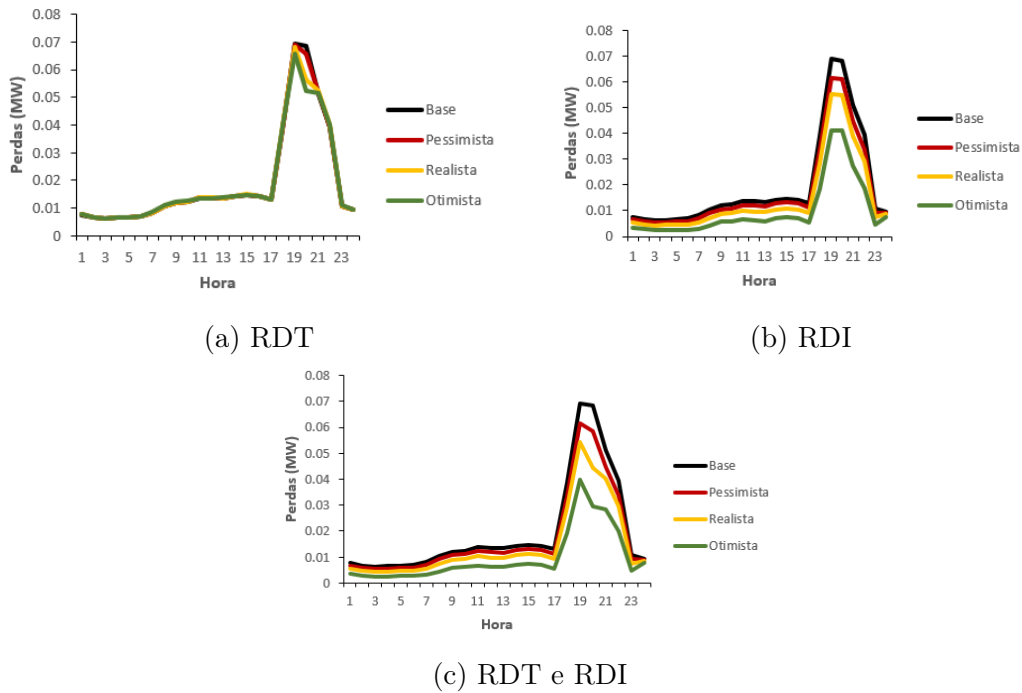 0.08
0.07
0.06
0.05
0.04
0.03
0.02
0.01
0
Perdas (MW)
1 3 5 7 9 11 13 15 17 19 21 23
Hora
Base
Pessimista
Realista
Otimista
(a) RDT
0.08
0.07
0.06
0.05
0.04
0.03
0.02
0.01
0
Perdas (MW)
1 3 5 7 9 11 13 15 17 19 21 23
Hora
Base
Pessimista
Realista
Otimista
(b) RDI
0.08
0.07
0.06
0.05
0.04
0.03
0.02
0.01
0
Perdas (MW)
1 3 5 7 9 11 13 15 17 19 21 23
Hora
Base
Pessimista
Realista
Otimista
(c) RDT e RDI